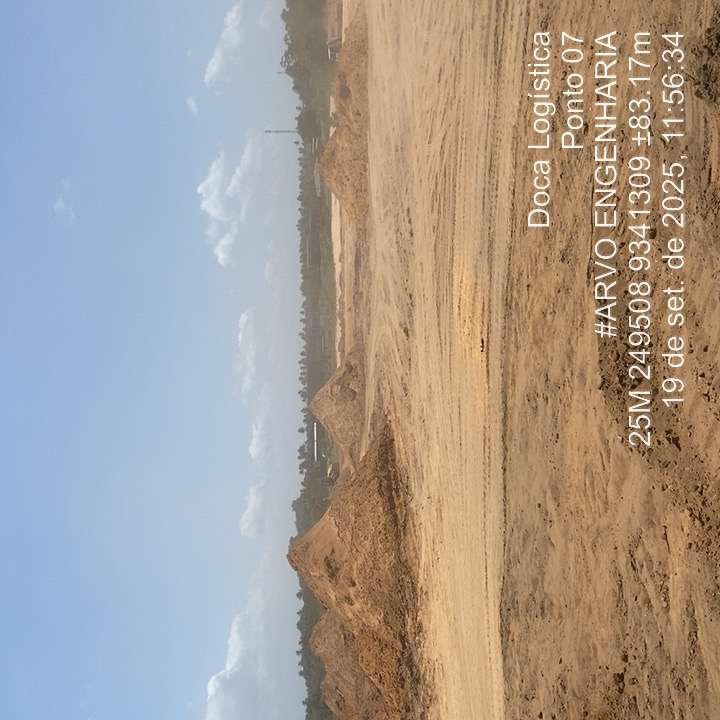 Doca Logística
Ponto 07
#ARVO ENGENHARIA
25M 249508 9341309 ±83.17m
19 de set. de 2025, 11:56:34